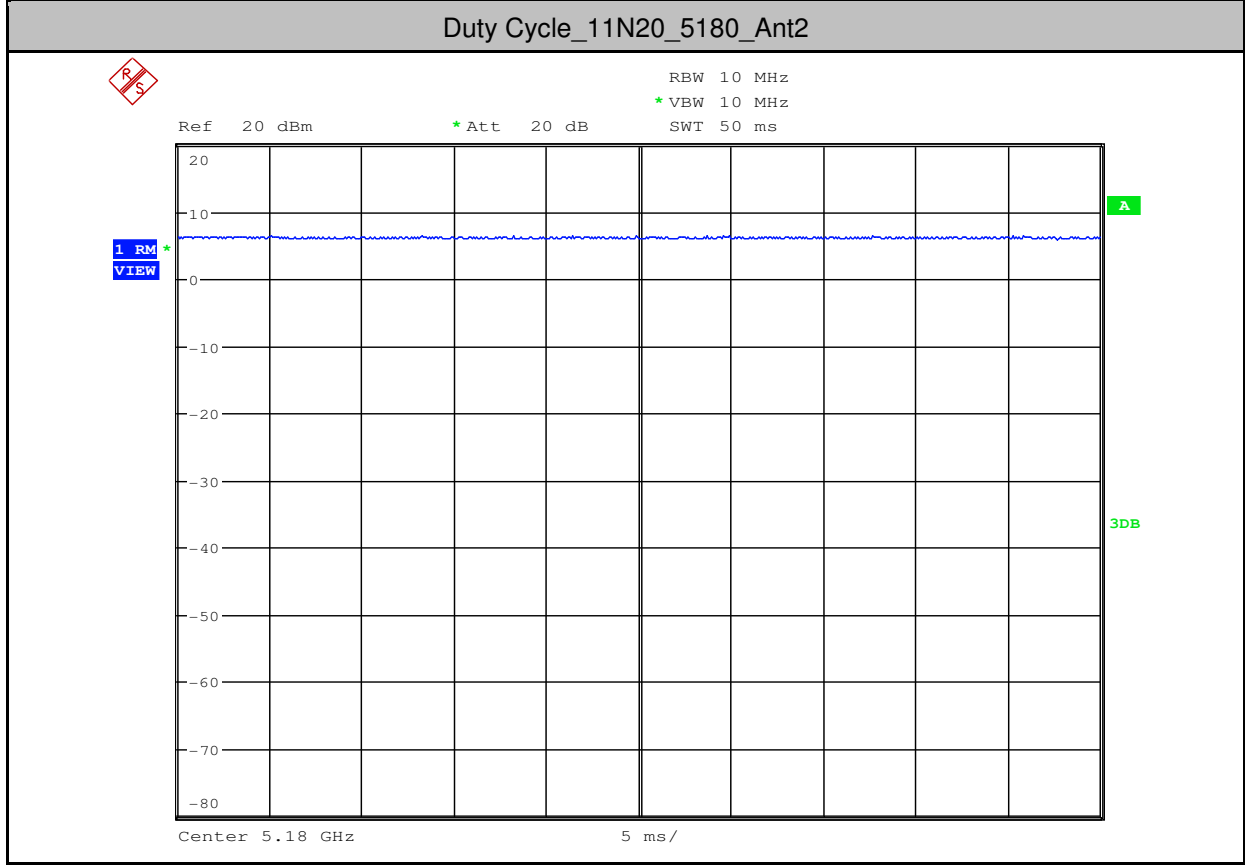 Duty Cycle_11N20_5180_Ant2
R S
RBW 10 MHz
* VBW 10 MHz
Ref 20 dBm * Att 20 dB SWT 50 ms
20
A
10
1 RM *
VIEW
0
-10
-20
-30
3DB
-40
-50
-60
-70
-80
Center 5.18 GHz 5 ms/